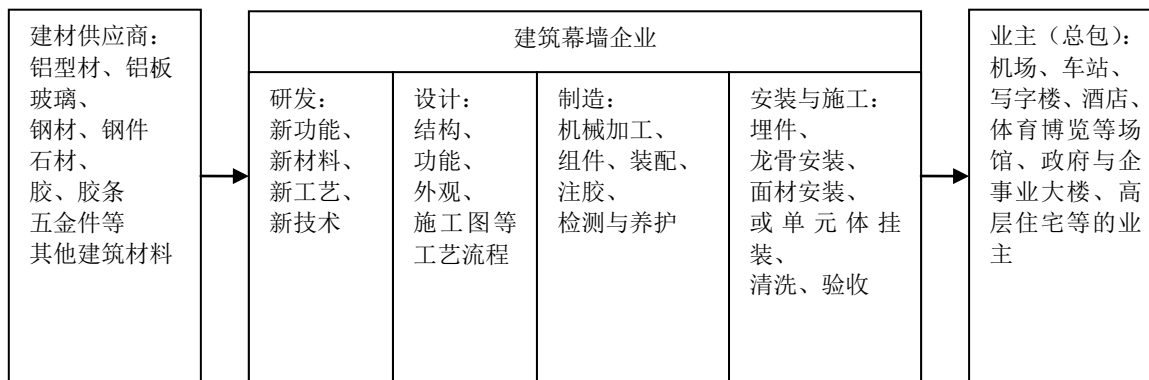 建材供应商：
铝型材、铝板
玻璃、
钢材、钢件
石材、
胶、胶条
五金件等
其他建筑材料
建筑幕墙企业
研发：
新功能、
新材料、
新工艺、
新技术
设计：
结构、
功能、
外观、
施工图等
工艺流程
制造：
机械加工、
组件、装配、
注胶、
检测与养护
安装与施工：
埋件、
龙骨安装、
面材安装、
或单元体挂
装、
清洗、验收
业主（总包）：
机场、车站、
写字楼、酒店、
体育博览等场
馆、政府与企
事业大楼、高
层住宅等的业
主